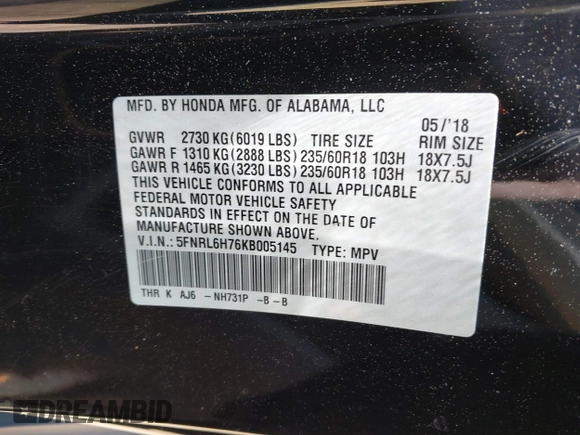 MFD. BY HONDA MFG. OF ALABAMA, LLC
05/'18
GVWR 2730 KG(6019 LBS) TIRE SIZE RIM SIZE
GAWR F 1310 KG(2888 LBS) 235/60R18 103H 18X7.5J
GAWR R 1465 KG(3230 LBS) 235/60R18 103H 18X7.5J
THIS VEHICLE CONFORMS TO ALL APPLICABLE
FEDERAL MOTOR VEHICLE SAFETY
STANDARDS IN EFFECT ON THE DATE OF
MANUFACTURE SHOWN ABOVE.
V.I.N.: 5FNRL6H76KB005145 TYPE: MPV
THR K AJ6 -NH731P -B -B
DREAMBID